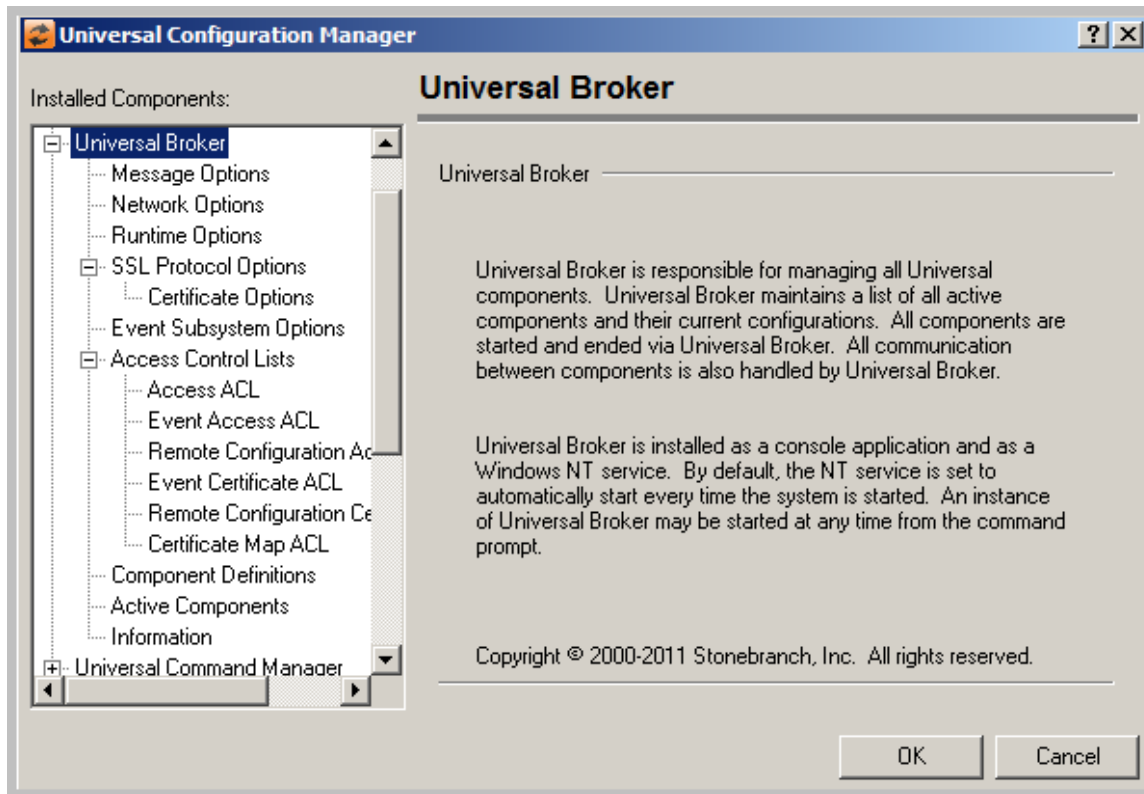 Universal Configuration Manager
Installed Components:
Universal Broker
Message Options
Network Options
Runtime Options
SSL Protocol Options
Certificate Options
Event Subsystem Options
Access Control Lists
Access ACL
Event Access ACL
Remote Configuration Ac
Event Certificate ACL
Remote Configuration Ce
Certificate Map ACL
Component Definitions
Active Components
Information
Universal Command Manager
Universal Broker
Universal Broker
Universal Broker is responsible for managing all Universal
components.  Universal Broker maintains a list of all active
components and their current configurations.  All components are
started and ended via Universal Broker.  All communication
between components is also handled by Universal Broker.
Universal Broker is installed as a console application and as a
Windows NT service.  By default, the NT service is set to
automatically start every time the system is started.  An instance
of Universal Broker may be started at any time from the command
prompt.
Copyright © 2000-2011 Stonebranch, Inc.  All rights reserved.
OK
Cancel